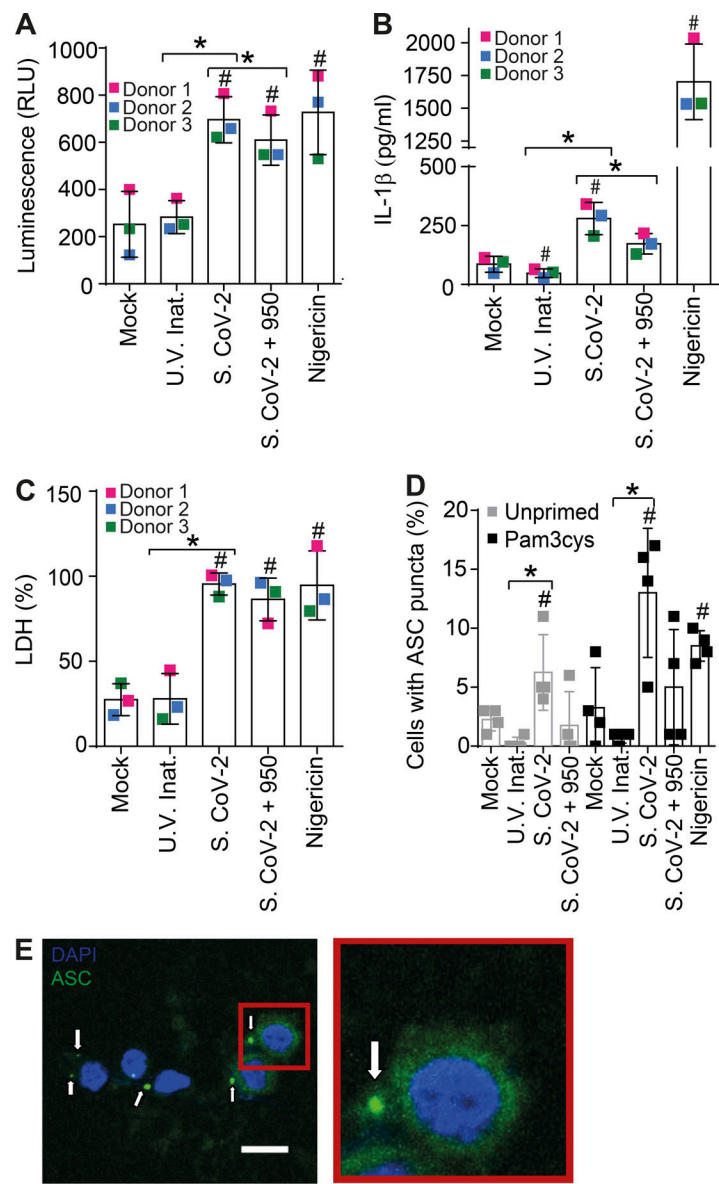 A
Luminescence (RLU)
1000
800
600
400
200
0
Donor 1
Donor 2
Donor 3
*
*
#
#
#
Mock
U.V. Inat.
S. CoV-2
S. CoV-2 + 950
Nigericin
B
IL-1β (pg/ml)
2000
1750
1500
1250
500
250
0
Donor 1
Donor 2
Donor 3
*
*
#
#
#
Mock
U.V. Inat.
S.CoV-2
S. CoV-2 + 950
Nigericin
C
LDH (%)
150
100
50
0
Donor 1
Donor 2
Donor 3
*
#
#
#
Mock
U.V. Inat.
S. CoV-2
S. CoV-2 + 950
Nigericin
D
Cells with ASC puncta (%)
20
15
10
5
0
Unprimed
Pam3cys
*
*
#
#
#
Mock
U.V. Inat.
S. CoV-2
S. CoV-2 + 950
Mock
U.V. Inat.
S. CoV-2
S. CoV-2 + 950
Nigericin
E
DAPI
ASC